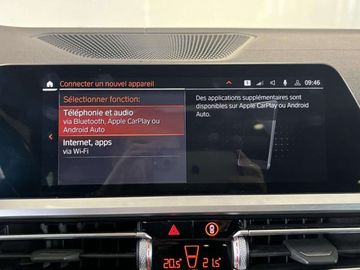 Connecter un nouvel appareil
1
09:46
Sélectionner fonction:
Téléphonie et audio
via Bluetooth, Apple CarPlay ou
Android Auto
Internet, apps
via Wi-Fi
Des applications supplémentaires sont
disponibles sur Apple CarPlay ou Android
Auto.
20.5° 21.5°